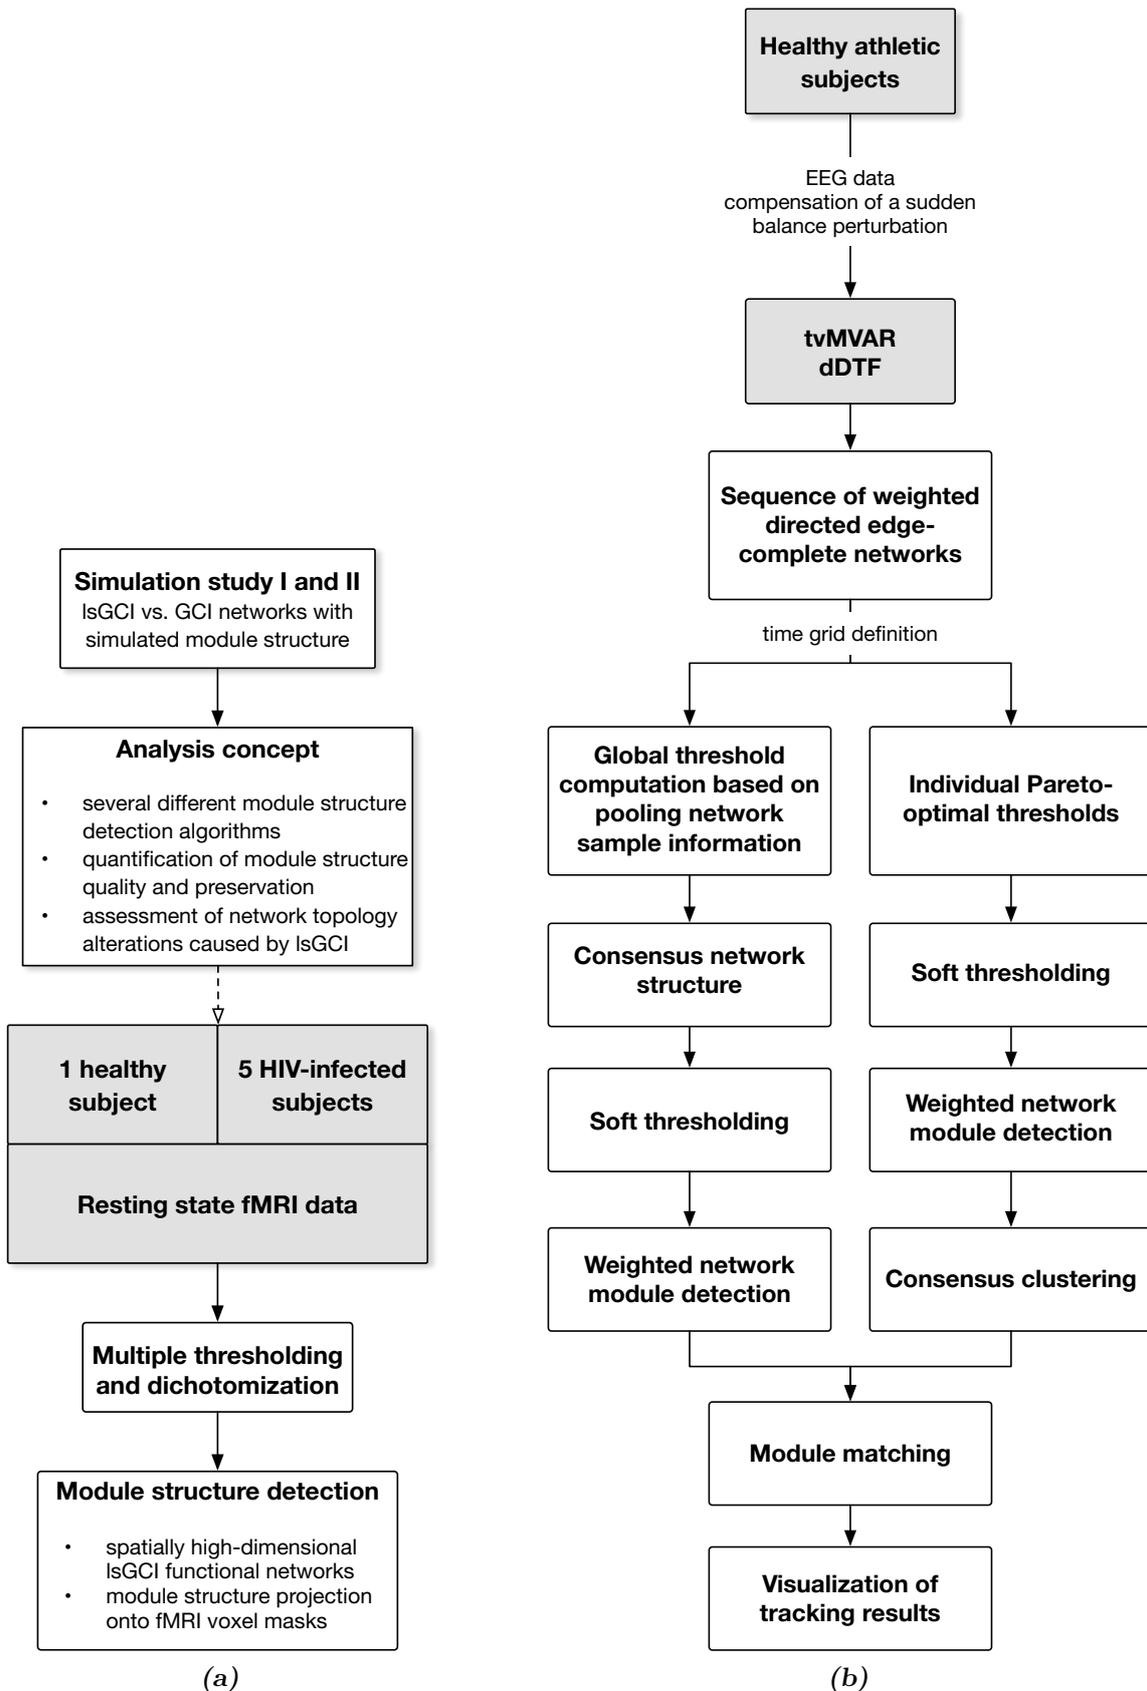 Simulation study I and II
lsGCI vs. GCI networks with
simulated module structure
Analysis concept
• several different module structure
detection algorithms
• quantification of module structure
quality and preservation
• assessment of network topology
alterations caused by lsGCI
1 healthy
subject
5 HIV-infected
subjects
Resting state fMRI data
Multiple thresholding
and dichotomization
Module structure detection
• spatially high-dimensional
lsGCI functional networks
• module structure projection
onto fMRI voxel masks
(a)
Healthy athletic
subjects
EEG data
compensation of a sudden
balance perturbation
tvMVAR
dDTF
Sequence of weighted
directed edge-
complete networks
time grid definition
Global threshold
computation based on
pooling network
sample information
Consensus network
structure
Soft thresholding
Weighted network
module detection
Individual Pareto-
optimal thresholds
Soft thresholding
Weighted network
module detection
Consensus clustering
Module matching
Visualization of
tracking results
(b)